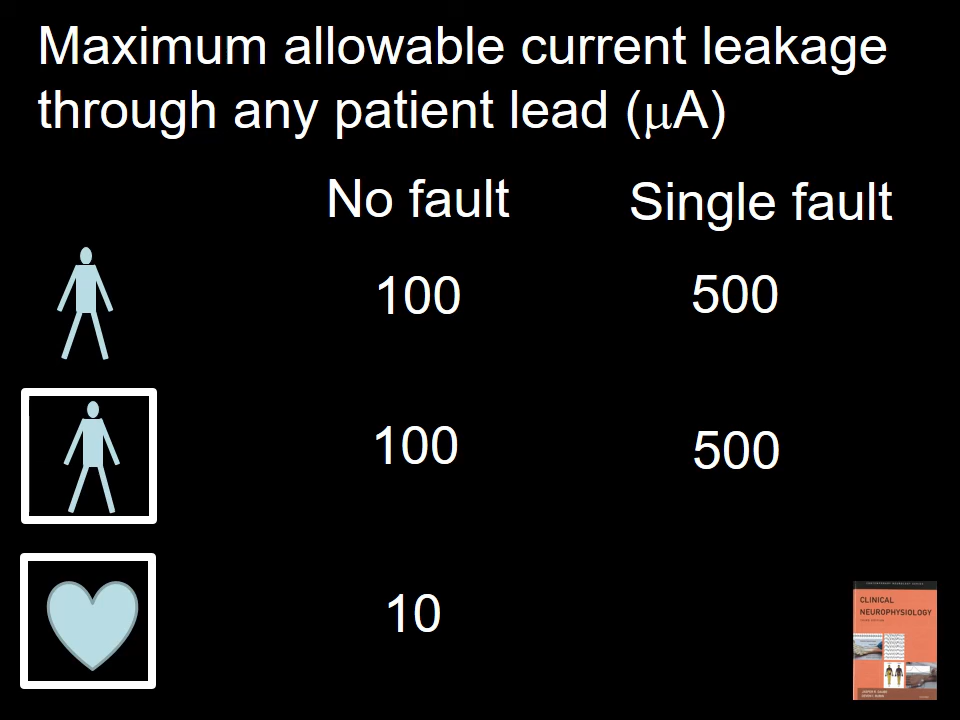 Maximum allowable current leakage
through any patient lead (μA)
No fault Single fault
100 500
100 500
10
CLINICAL
NEUROPHYSIOLOGY